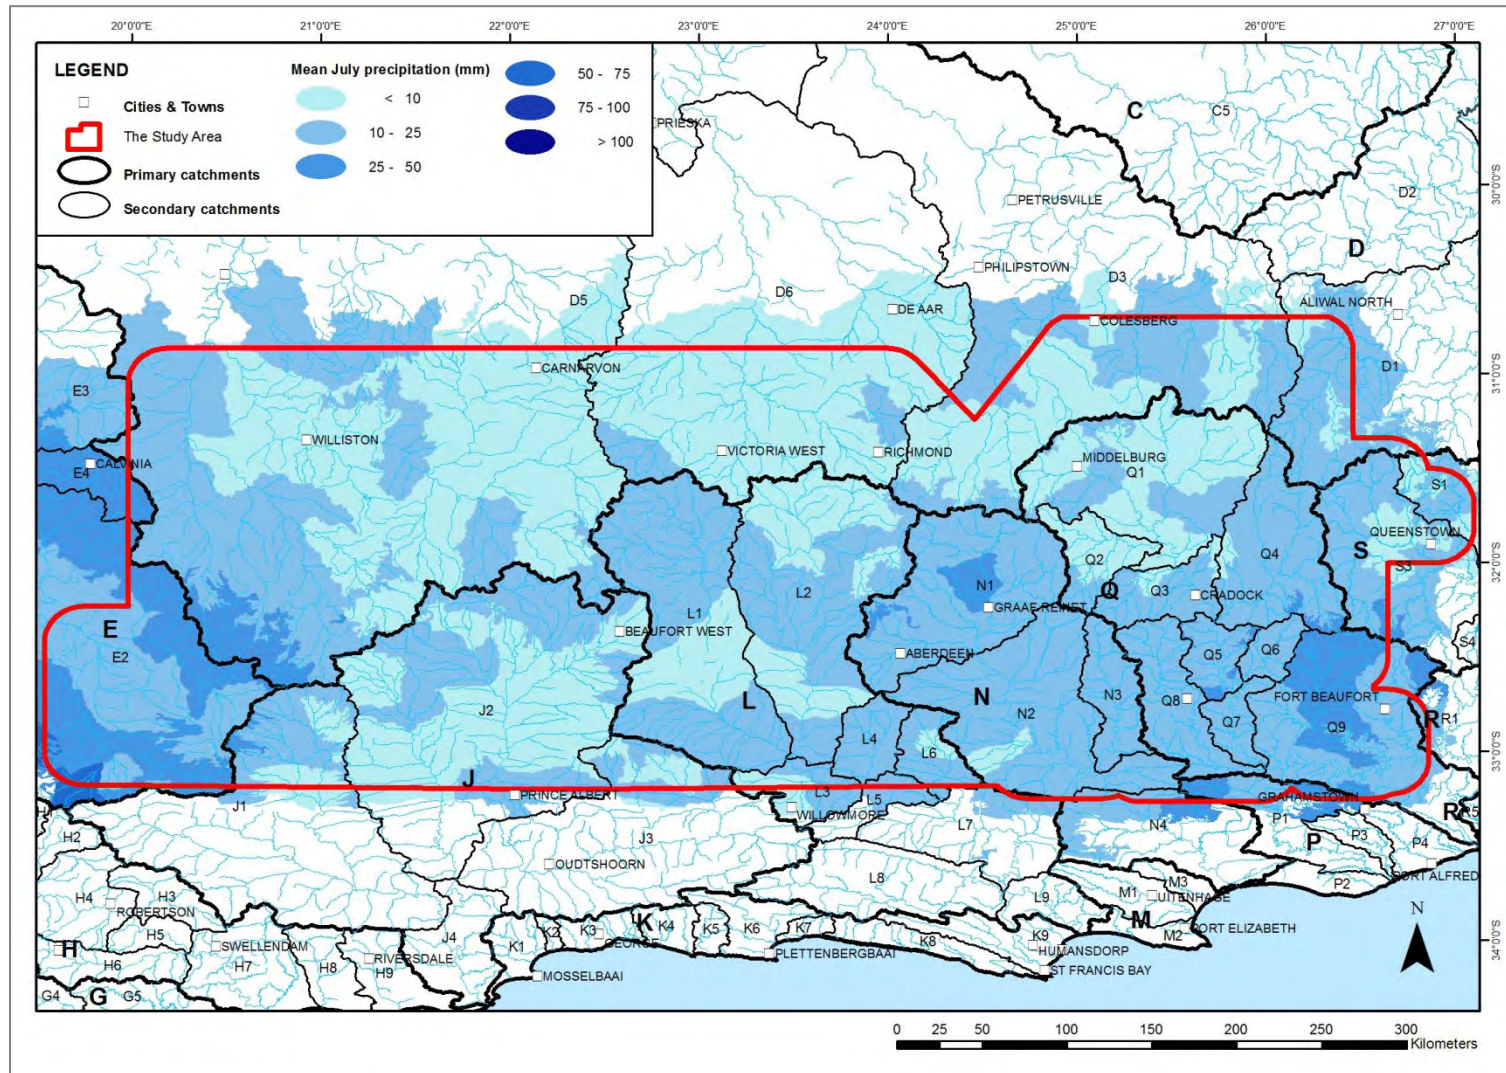 20°0'0"E 21°0'0"E 22°0'0"E 23°0'0"E 24°0'0"E 25°0'0"E 26°0'0"E 27°0'0"E
LEGEND
Cities & Towns
The Study Area
Primary catchments
Secondary catchments
Mean July precipitation (mm)
< 10
10 - 25
25 - 50
50 - 75
75 - 100
> 100
PRIESKA
C
C5
30°0'0"S
PETRUSVILLE
D2
D
PHILIPSTOWN
D3
D5
D6
DE AAR
ALIWAL NORTH
COLESBERG
CARNARVON
D1
31°0'0"S
E3
WILLISTON
VICTORIA WEST
RICHMOND
MIDDELBURG
Q1
CALVINIA
E4
S1
QUEENSTOWN
S
Q4
Q2
S3
32°0'0"S
N1
Q
Q3
CRADOCK
GRAAF REINET
L2
L1
E
BEAUFORT WEST
S4
E2
ABERDEEN
Q5
Q6
J2
L
N
N2
N3
Q8
FORT BEAUFORT
Q7
Q9
R
R1
L4
L6
33°0'0"S
J
PRINCE ALBERT
L3
L5
GRAHAMSTOWN
J1
WILLOWMORE
R
R5
H2
J3
L7
N4
P1
P3
P
P4
OUDTSHOORN
L8
PORT ALFRED
P2
H4
H3
ROBERTSON
L9
M1
M3
UITENHAGE
H5
H
SWELLENDAM
J4
K1
K2
K3
K
K4
K5
K6
K7
K8
K9
M
M2
PORT ELIZABETH
34°0'0"S
GEORGE
HUMANSDORP
H6
H7
H8
RIVERSDALE
H9
PLETTENBERGBAAI
MOSSELBAAI
ST FRANCIS BAY
G4
G
G5
N
0 25 50 100 150 200 250 300
Kilometers